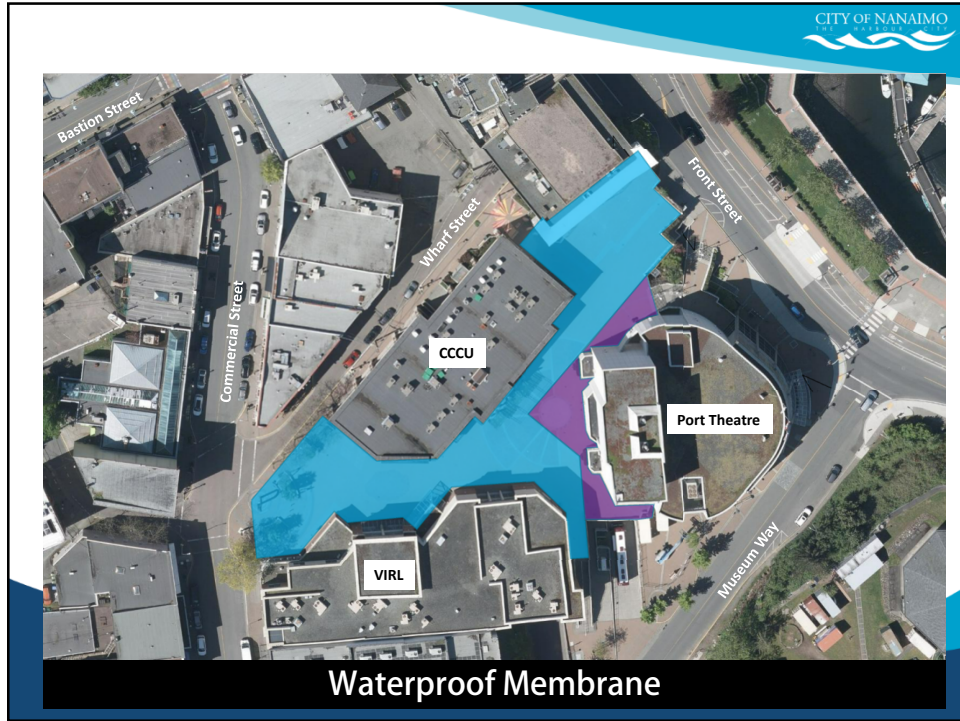 CITY OF NANAIMO
THE HARBOUR CITY
Bastion Street
Front Street
Wharf Street
Commercial Street
CCCU
Port Theatre
Museum Way
VIRL
Waterproof Membrane